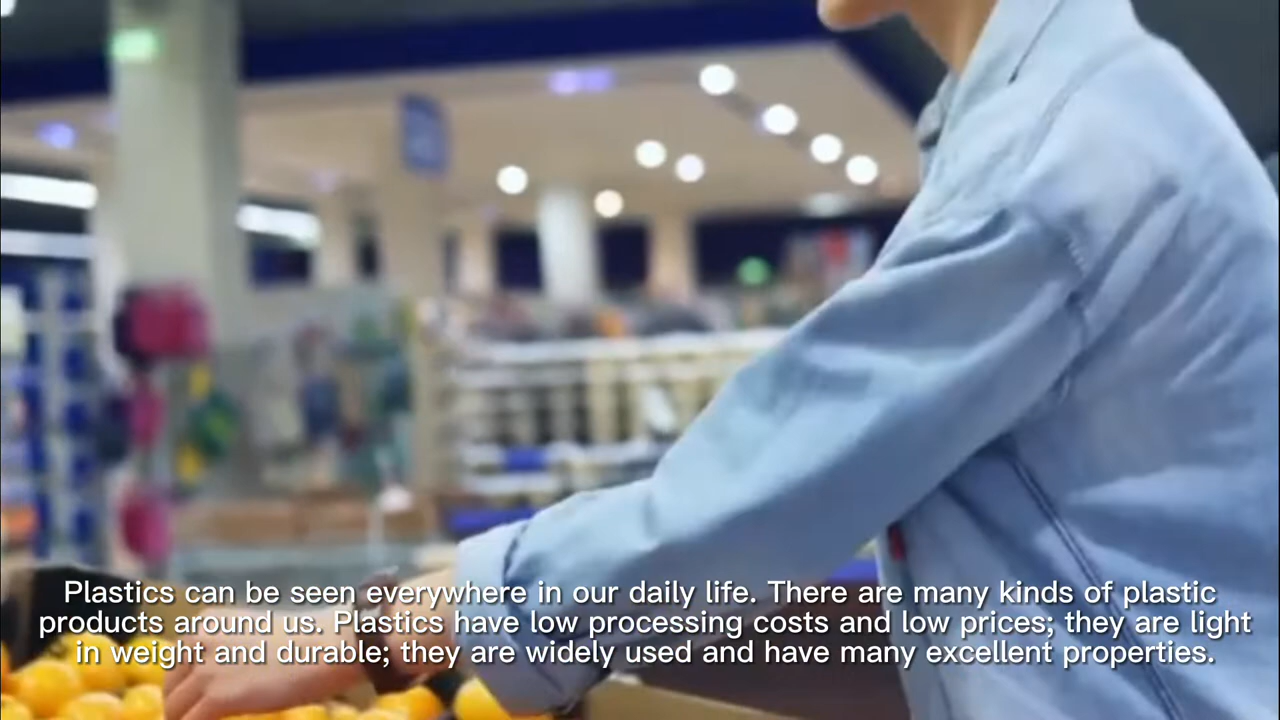 Plastics can be seen everywhere in our daily life. There are many kinds of plastic
products around us. Plastics have low processing costs and low prices; they are light
in weight and durable; they are widely used and have many excellent properties.